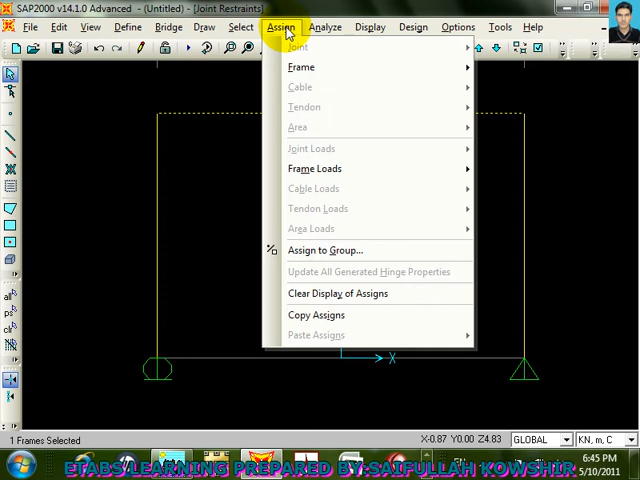 SAP2000 v14.1.0 Advanced - (Untitled) - [Joint Restraints]
File Edit View Define Bridge Draw Select Assign Analyze Display Design Options Tools Help
Joint
Frame
Cable
Tendon
Area
Joint Loads
Frame Loads
Cable Loads
Tendon Loads
Area Loads
Assign to Group...
Update All Generated Hinge Properties
Clear Display of Assigns
Copy Assigns
Paste Assigns
all
ps
clr
X
1 Frames Selected
X-0.87 Y0.00 Z4.83
GLOBAL
KN, m, C
EN
6:45 PM
5/10/2011
ETABS LEARNING PREPARED BY:SAIFULLAH KOWSHIR